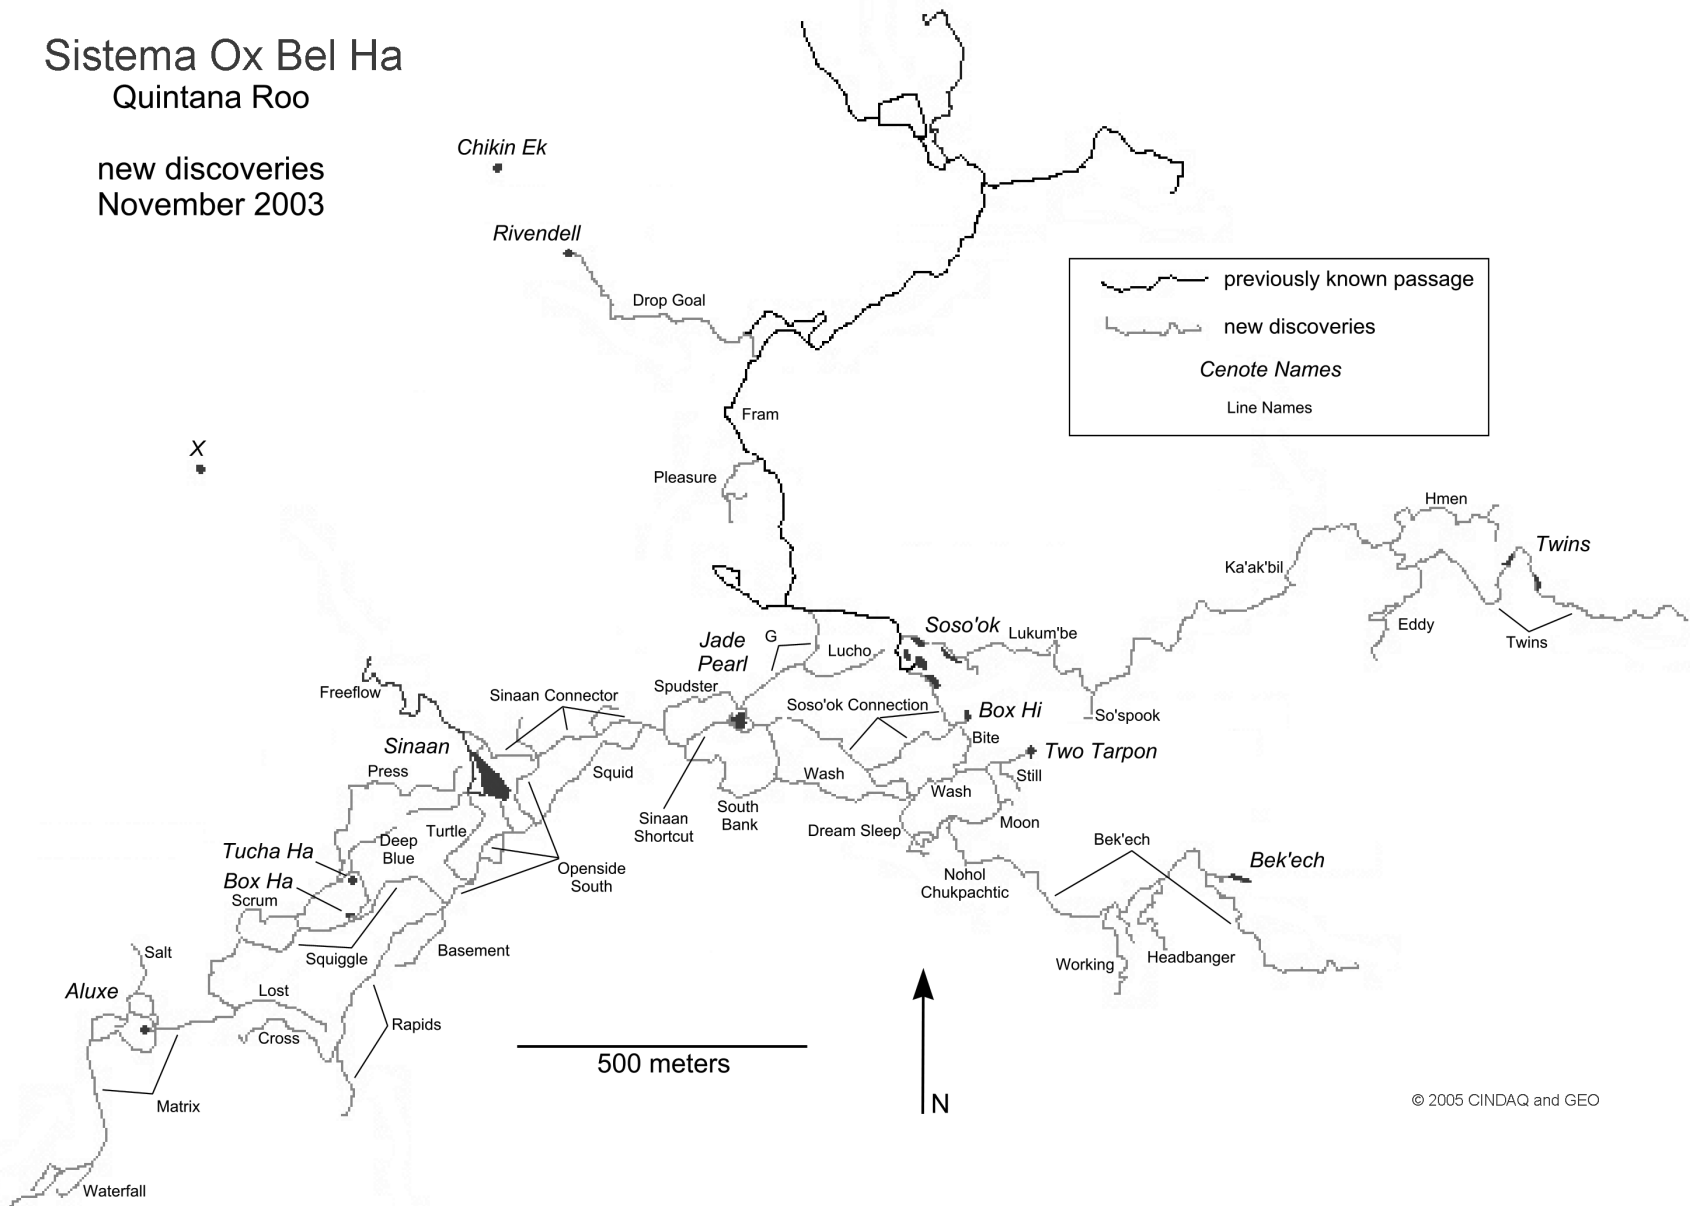 Sistema Ox Bel Ha
Quintana Roo
new discoveries
November 2003
Chikin Ek
Rivendell
Drop Goal
previously known passage
new discoveries
Cenote Names
Line Names
Fram
X
Pleasure
Hmen
Twins
Ka'ak'bil
Eddy
Twins
Soso'ok
Lukum'be
G
Jade
Pearl
Lucho
Freeflow
Spudster
Sinaan Connector
Soso'ok Connection
Box Hi
So'spook
Bite
Sinaan
Two Tarpon
Press
Squid
Wash
Still
Wash
South
Bank
Sinaan
Shortcut
Dream Sleep
Moon
Turtle
Deep
Blue
Bek'ech
Tucha Ha
Bek'ech
Openside
South
Nohol
Chukpachtic
Box Ha
Scrum
Salt
Squiggle
Basement
Working
Headbanger
Aluxe
Lost
Rapids
Cross
500 meters
N
Matrix
© 2005 CINDAQ and GEO
Waterfall